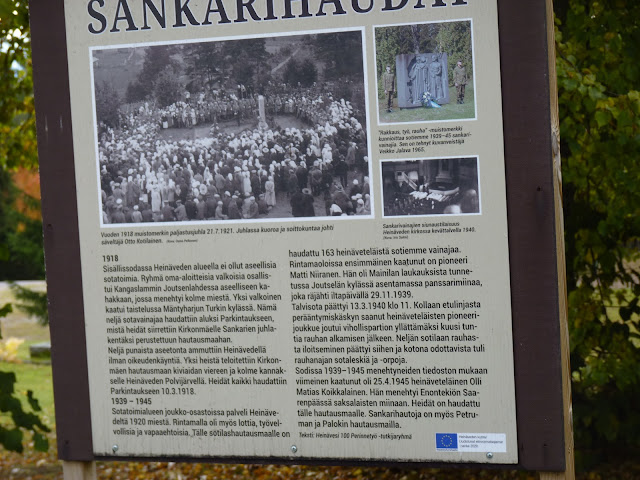 SANKARIHAUDAT
Vuoden 1918 muistomerkin paljastusjuhla 21.7.1921. Juhlassa kuoroa ja soittokuntaa johti
säveltäjä Otto Kotilainen.
"Rakkaus, työ, rauha" -muistomerkki
kunnioittaa sotiemme 1939–45 sankari-
vainajia. Sen on tehnyt kuvanveistäjä
Veikko Jalava 1965.
Sankarivainajien siunaustilaisuus
Heinäveden kirkossa kevättalvella 1940.
1918
Sisällissodassa Heinäveden alueella ei ollut aseellisia
sotatoimia. Ryhmä oma-aloitteisia valkoisia osallis-
tui Kangaslammin Joutsenlahdessa aseelliseen ka-
hakkaan, jossa menehtyi kolme miestä. Yksi valkoinen
kaatui taistelussa Mäntyharjun Turkin kylässä. Nämä
neljä sotavainajaa haudattiin aluksi Parkintaukseen,
mistä heidät siirrettiin Kirkonmäelle Sankarien juhla-
kentäksi perustettuun hautausmaahan.
Neljä punaista aseetonta ammuttiin Heinävedellä
ilman oikeudenkäyntiä. Yksi heistä teloitettiin Kirkon-
mäen hautausmaan kiviaidan viereen ja kolme kannak-
selle Heinäveden Polvijärvellä. Heidät kaikki haudattiin
Parkintaukseen 10.3.1918.
1939 – 1945
Sotatoimialueen joukko-osastoissa palveli Heinäve-
deltä 1920 miestä. Rintamalla oli myös lottia, työvel-
vollisia ja vapaaehtoisia. Tälle sotilashautausmaalle on
haudattu 163 heinäveteläistä sotiemme vainajaa.
Rintamaoloissa ensimmäinen kaatunut on pioneeri
Matti Niiranen. Hän oli Mainilan laukauksista tunne-
tussa Joutselän kylässä asentamassa panssarimiinaa,
joka räjähti iltapäivällä 29.11.1939.
Talvisota päättyi 13.3.1940 klo 11. Kollaan etulinjasta
perääntymiskäskyn saanut heinäveteläisten pioneeri-
joukkue joutui vihollispartion yllättämäksi kuusi tun-
tia rauhan alkamisen jälkeen. Neljän sotilaan rauhas-
ta iloitseminen päättyi siihen ja kotona odottavista tuli
rauhanajan sotaleskiä ja -orpoja.
Sodissa 1939–1945 menehtyneiden tiedoston mukaan
viimeinen kaatunut oli 25.4.1945 heinäveteläinen Olli
Matias Koikkalainen. Hän menehtyi Enontekiön Saa-
renpäässä saksalaisten miinaan. Heidät on haudattu
tälle hautausmaalle. Sankarihautoja on myös Petru-
man ja Palokin hautausmailla.
Teksti: Heinävesi 100 Perinnetyö -tutkijaryhmä